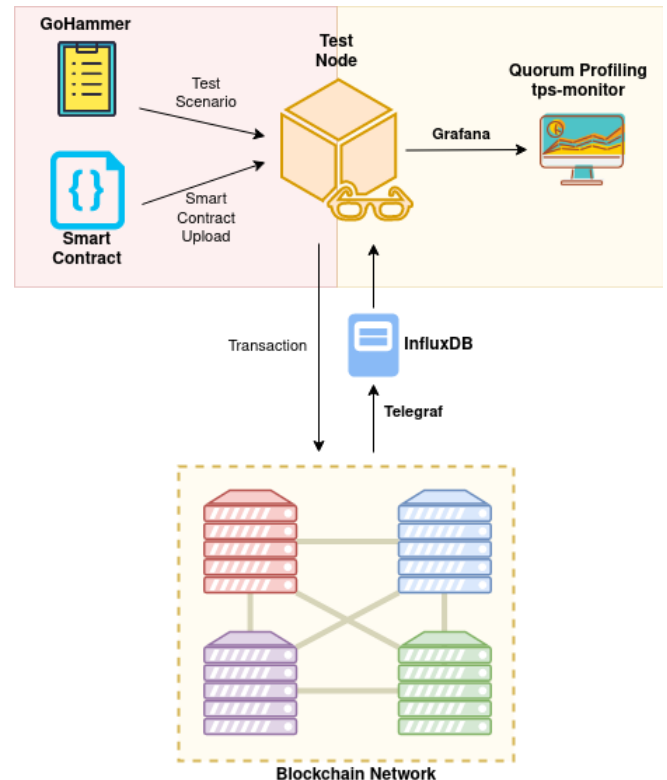 GoHammer
Test
Scenario
Smart
Contract
Smart
Contract
Upload
Test
Node
Grafana
Quorum Profiling
tps-monitor
Transaction
InfluxDB
Telegraf
Blockchain Network